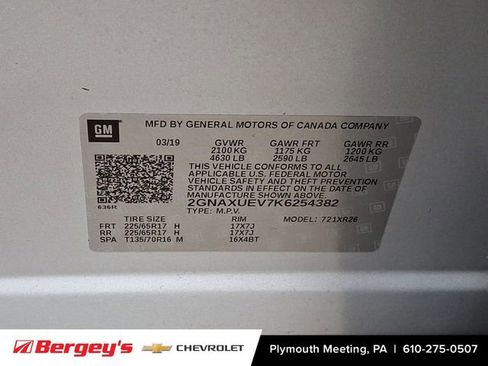 GM
MFD BY GENERAL MOTORS OF CANADA COMPANY
03/19 GVWR GAWR FRT GAWR RR
2100 KG 1175 KG 1200 KG
4630 LB 2590 LB 2645 LB
THIS VEHICLE CONFORMS TO ALL
APPLICABLE U.S. FEDERAL MOTOR
VEHICLE SAFETY AND THEFT
PREVENTION STANDARDS IN EFFECT
ON THE DATE OF MANUFACTURE
SHOWN ABOVE.
2GNAXUEV7K6254382
636R TYPE: M.P.V. MODEL: 721XR26
TIRE SIZE RIM
FRT 225/65R17 H 17X7J
RR 225/65R17 H 17X7J
SPA T135/70R16 M 16X4BT
Bergey's CHEVROLET Plymouth Meeting, PA | 610-275-0507